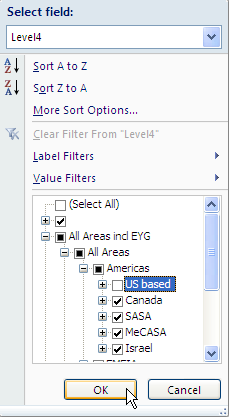 Select field:
Level4
Sort A to Z
Sort Z to A
More Sort Options...
Clear Filter From "Level4"
Label Filters
Value Filters
(Select All)
All Areas incl EYG
All Areas
Americas
US based
Canada
SASA
MeCASA
Israel
EMEIA
OK
Cancel